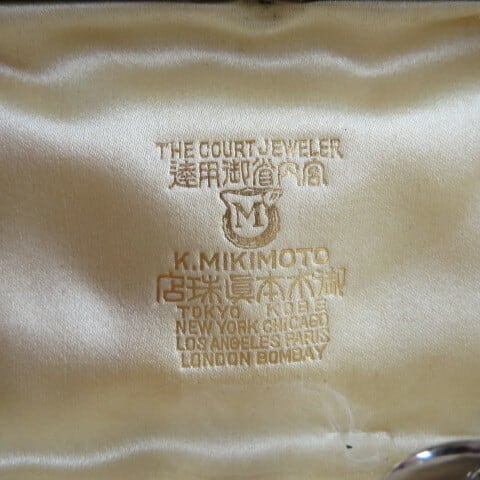 THE COURT JEWELER
達用御省内宮
M
K. MIKIMOTO
店珠真本木御
TOKYO KOBE
NEW YORK CHICAGO
LOS ANGELES PARIS
LONDON BOMBAY